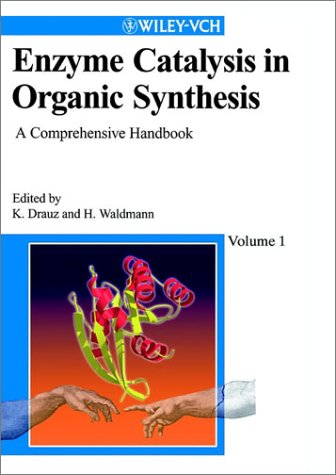 WILEY-VCH
Enzyme Catalysis in
Organic Synthesis
A Comprehensive Handbook
Edited by
K. Drauz and H. Waldmann
Volume 1